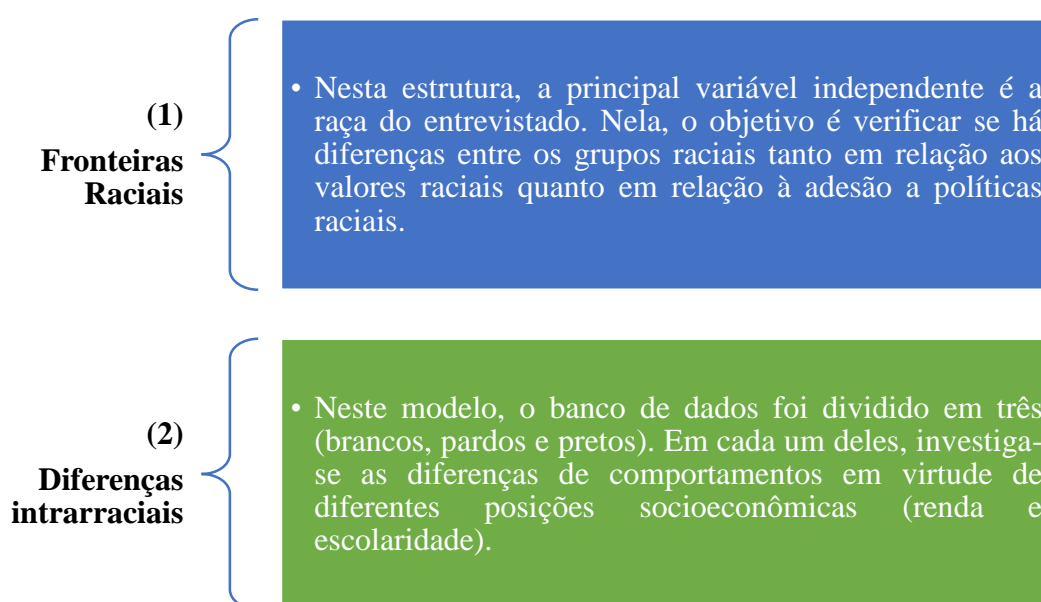 (1)
Fronteiras
Raciais
• Nesta estrutura, a principal variável independente é a
raça do entrevistado. Nela, o objetivo é verificar se há
diferenças entre os grupos raciais tanto em relação aos
valores raciais quanto em relação à adesão a políticas
raciais.
(2)
Diferenças
intrarraciais
• Neste modelo, o banco de dados foi dividido em três
(brancos, pardos e pretos). Em cada um deles, investiga-
se as diferenças de comportamentos em virtude de
diferentes posições socioeconômicas (renda e
escolaridade).